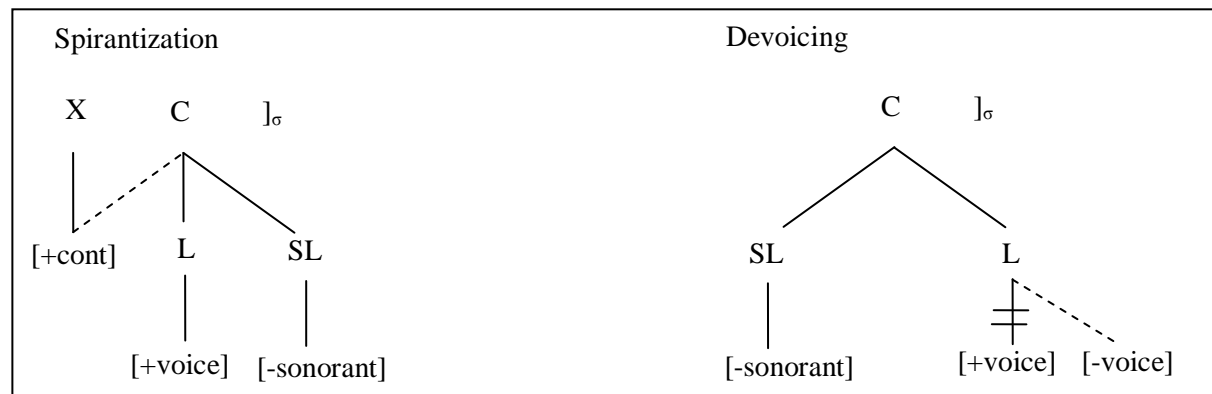 Spirantization Devoicing
X C ]σ C ]σ
[+cont] L SL SL L
[+voice] [-sonorant] [-sonorant] [+voice] [-voice]